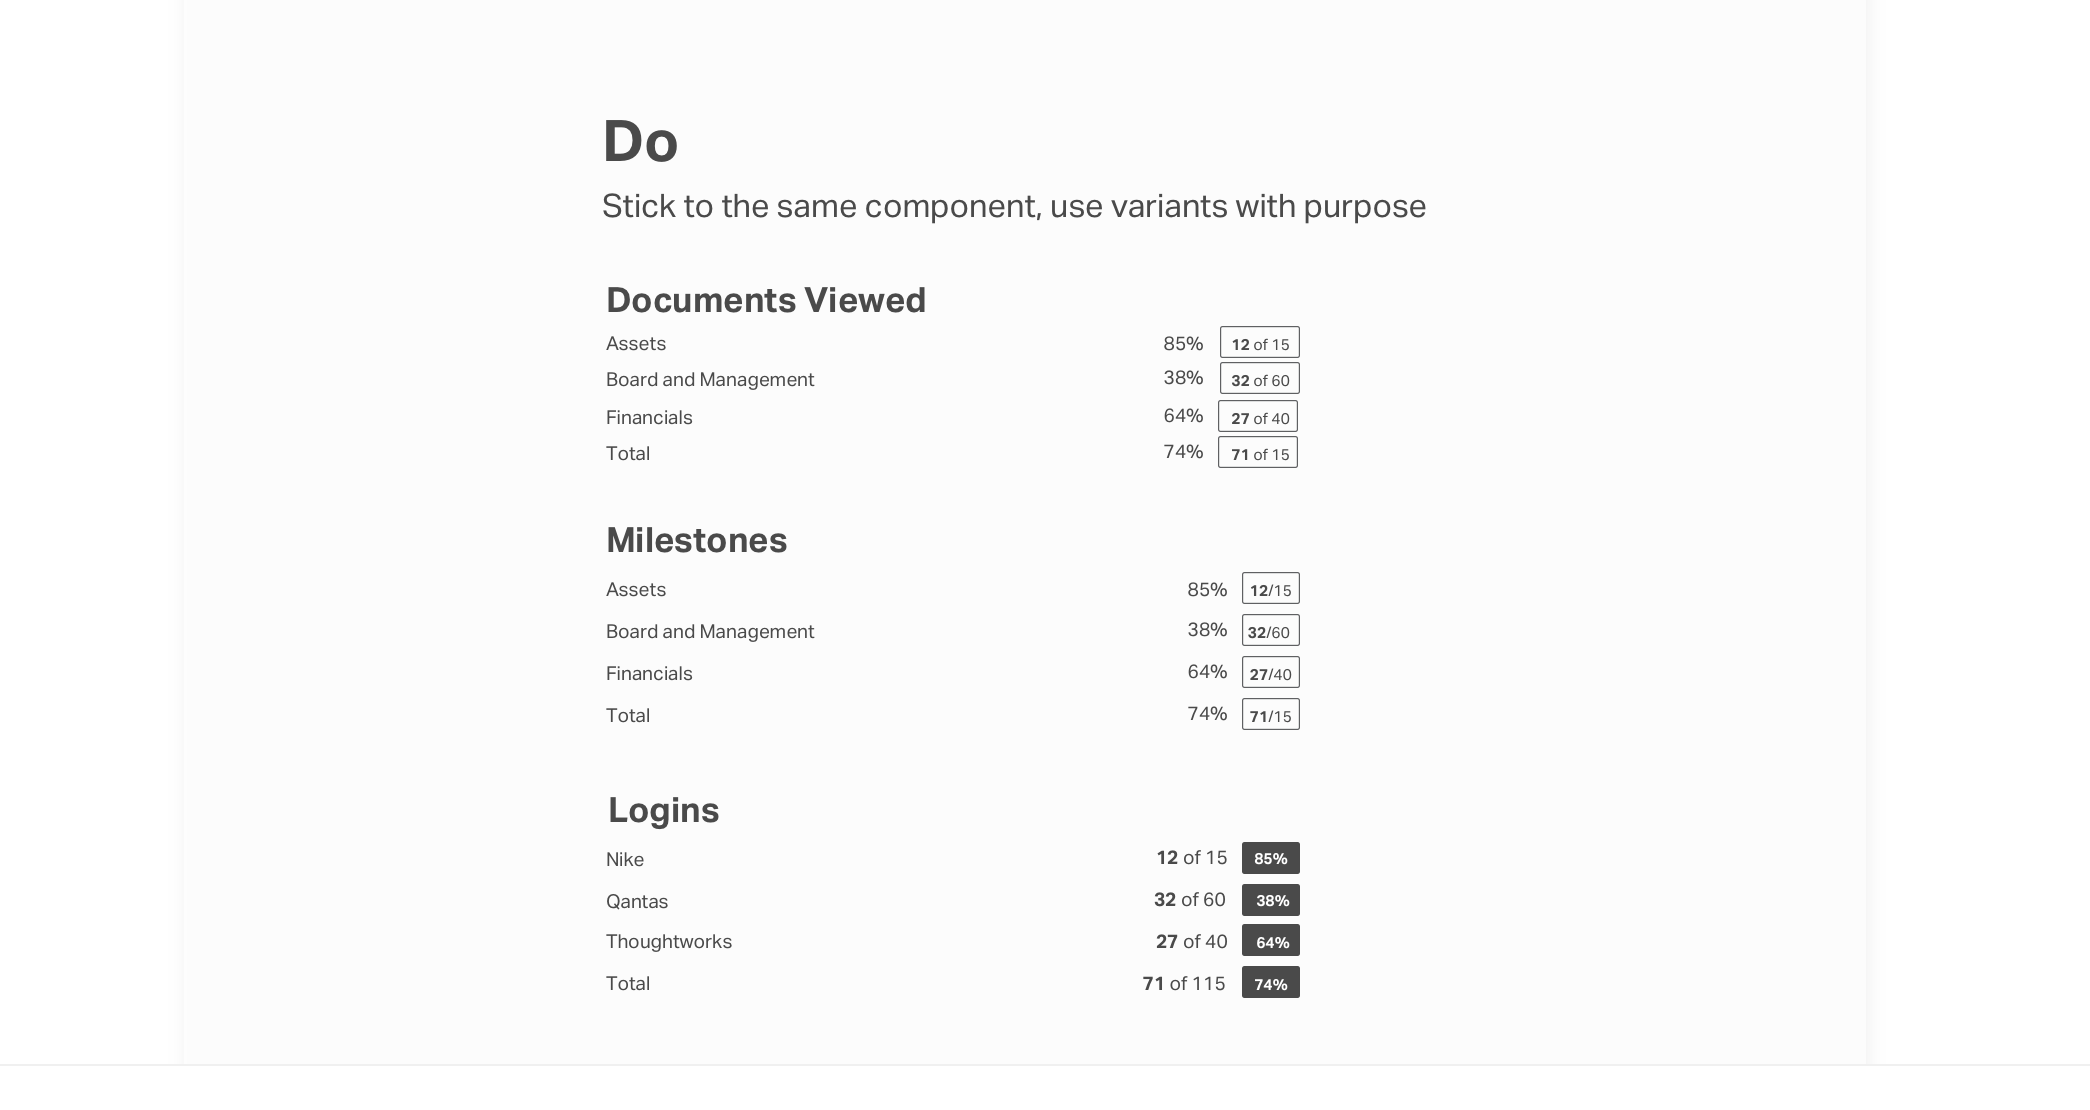 Do
Stick to the same component, use variants with purpose
Documents Viewed
Assets 85% 12 of 15
Board and Management 38% 32 of 60
Financials 64% 27 of 40
Total 74% 71 of 15
Milestones
Assets 85% 12/15
Board and Management 38% 32/60
Financials 64% 27/40
Total 74% 71/15
Logins
Nike 12 of 15 85%
Qantas 32 of 60 38%
Thoughtworks 27 of 40 64%
Total 71 of 115 74%